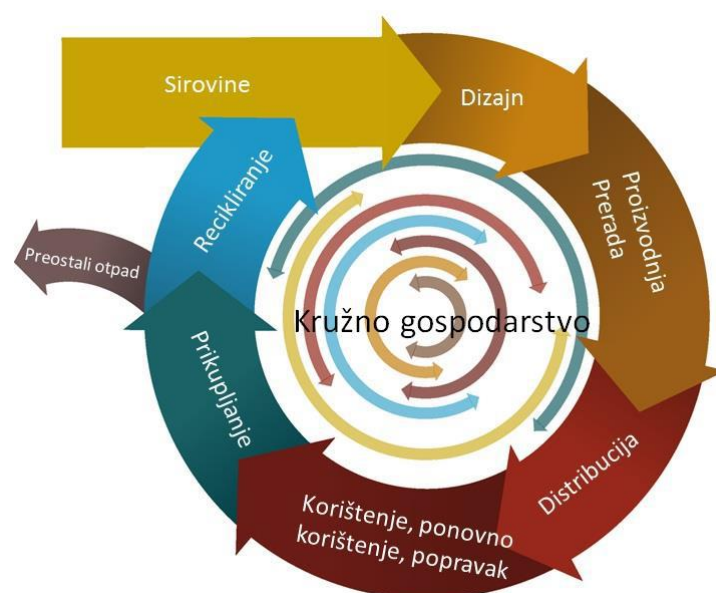 Sirovine
Dizajn
Proizvodnja
Prerada
Distribucija
Korištenje, ponovno
korištenje, popravak
Prikupljanje
Recikliranje
Preostali otpad
Kružno gospodarstvo